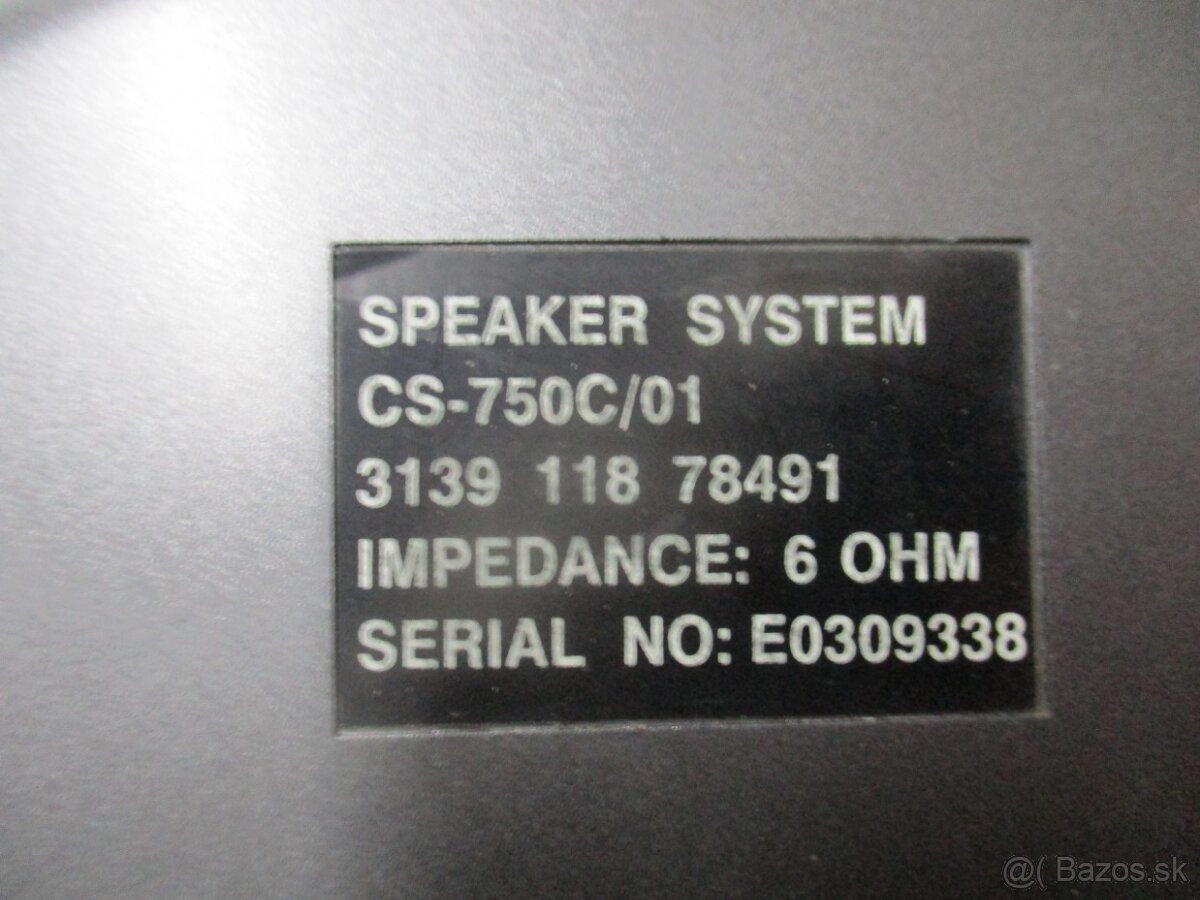 SPEAKER SYSTEM
CS-750C/01
3139 118 78491
IMPEDANCE: 6 OHM
SERIAL NO: E0309338
@( Bazos.sk